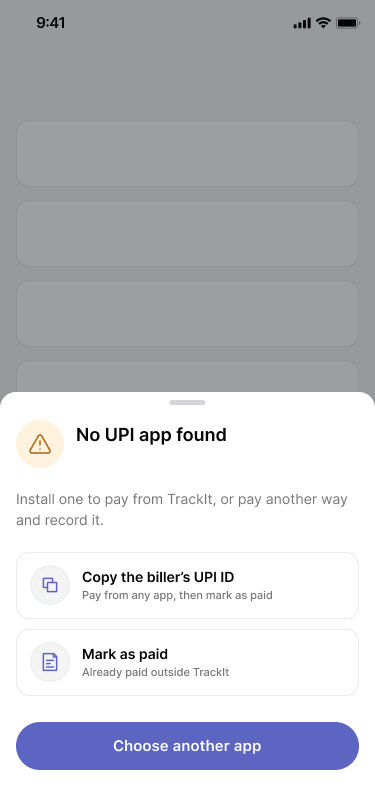 9:41
No UPI app found
Install one to pay from TrackIt, or pay another way
and record it.
Copy the biller’s UPI ID
Pay from any app, then mark as paid
Mark as paid
Already paid outside TrackIt
Choose another app